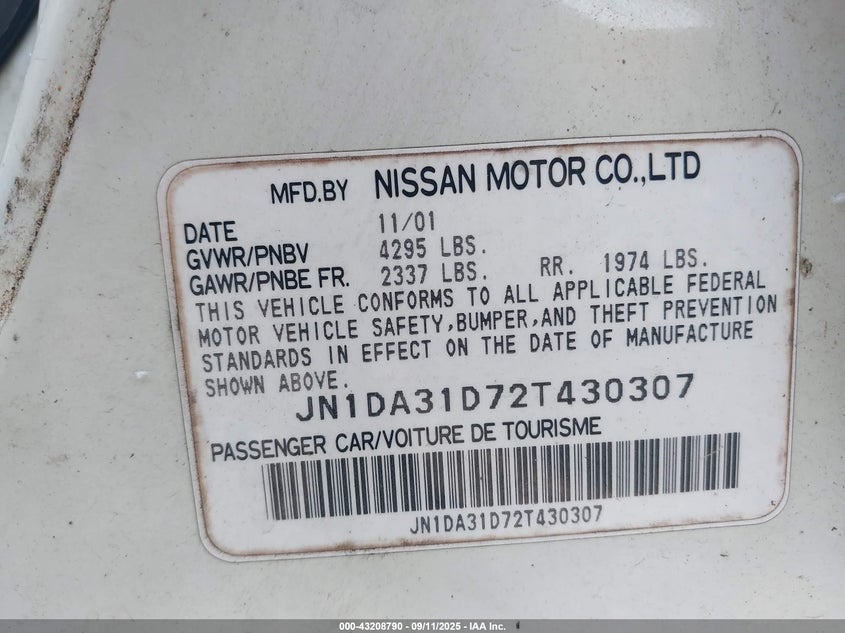 MFD.BY NISSAN MOTOR CO.,LTD
DATE 11/01
GVWR/PNBV 4295 LBS.
GAWR/PNBE FR. 2337 LBS. RR. 1974 LBS.
THIS VEHICLE CONFORMS TO ALL APPLICABLE FEDERAL
MOTOR VEHICLE SAFETY,BUMPER,AND THEFT PREVENTION
STANDARDS IN EFFECT ON THE DATE OF MANUFACTURE
SHOWN ABOVE.
JN1DA31D72T430307
PASSENGER CAR/VOITURE DE TOURISME
JN1DA31D72T430307
000-43208790 - 09/11/2025 - IAA Inc.